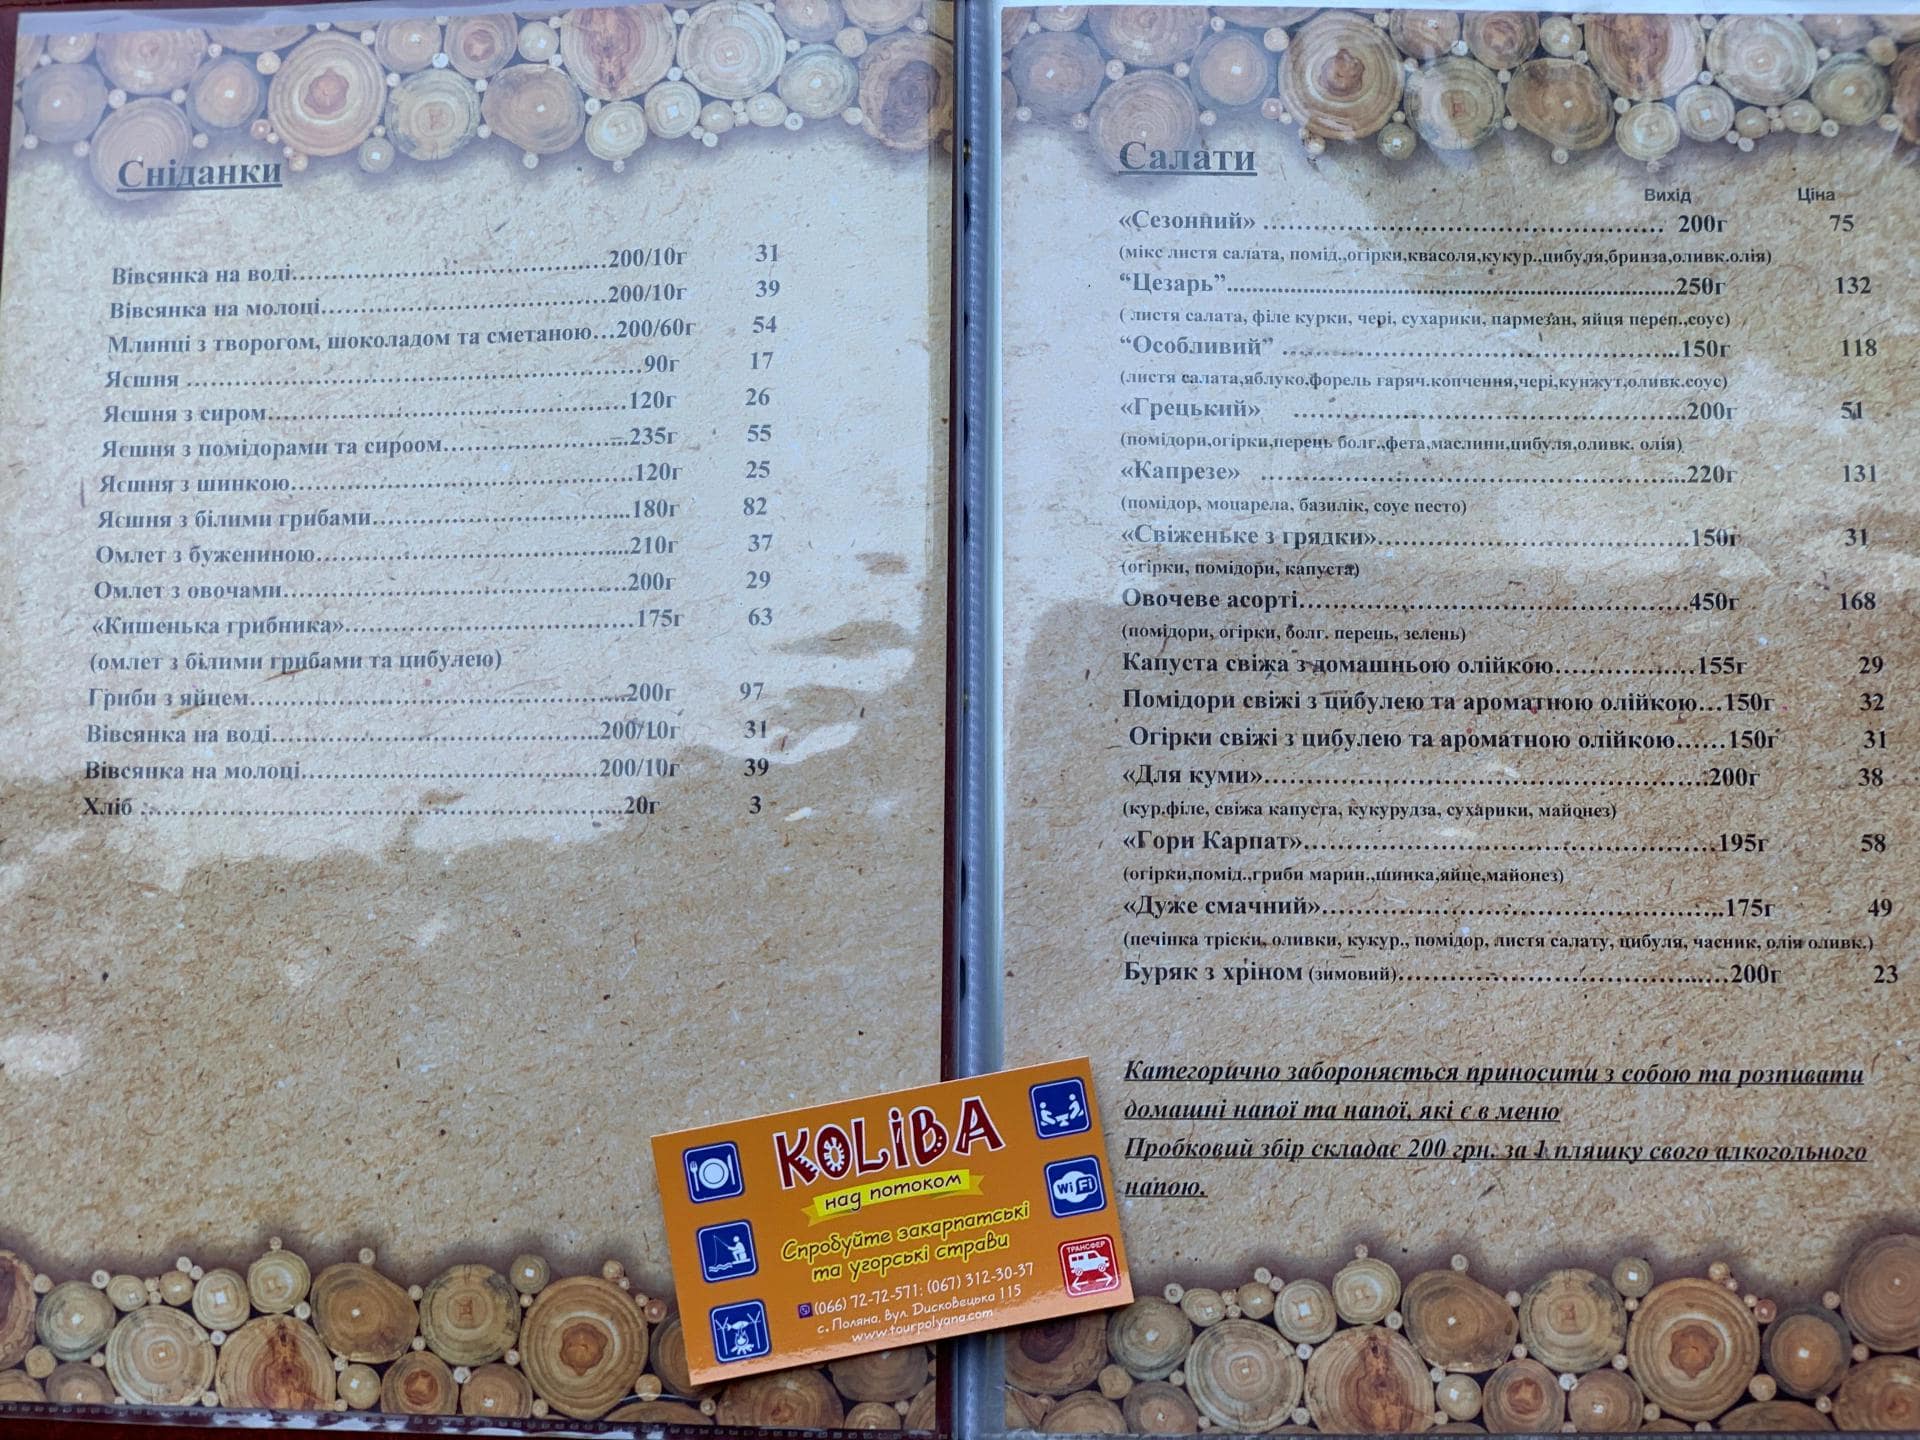 Сніданки
Вівсянка на воді……………………………………200/10г 31
Вівсянка на молоці…………………………………200/10г 39
Млинці з творогом, шоколадом та сметаною…200/60г 54
Яєшня ……………………………………………………90г 17
Яєшня з сиром…………………………………………120г 26
Яєшня з помідорами та сироом……………………235г 55
Яєшня з шинкою………………………………………120г 25
Яєшня з білими грибами……………………………180г 82
Омлет з бужениною…………………………………210г 37
Омлет з овочами………………………………………200г 29
«Кишенька грибника»…………………………………175г 63
(омлет з білими грибами та цибулею)
Гриби з яйцем…………………………………………200г 97
Вівсянка на воді……………………………………200/10г 31
Вівсянка на молоці…………………………………200/10г 39
Хліб ……………………………………………………20г 3
Салати
Вихід Ціна
«Сезонний» ………………………………………… 200г 75
(мікс листя салата, помід.,огірки,квасоля,кукур.,цибуля,бринза,оливк.олія)
“Цезарь”……………………………………………250г 132
( листя салата, філе курки, чері, сухарики, пармезан, яйця переп.,соус)
“Особливий” …………………………………………150г 118
(листя салата,яблуко.форель гаряч.копчення,чері,кунжут,оливк.соус)
«Грецький» …………………………………………200г 51
(помідори,огірки,перець болг.,фета,маслини,цибуля,оливк. олія)
«Капрезе» ……………………………………………220г 131
(помідор, моцарела, базилік, соус песто)
«Свіженьке з грядки»…………………………………150г 31
(огірки, помідори, капуста)
Овочеве асорті…………………………………………450г 168
(помідори, огірки, болг. перець, зелень)
Капуста свіжа з домашньою олійкою………………155г 29
Помідори свіжі з цибулею та ароматною олійкою…150г 32
Огірки свіжі з цибулею та ароматною олійкою……150г 31
«Для куми»……………………………………………200г 38
(кур.філе, свіжа капуста, кукурудза, сухарики, майонез)
«Гори Карпат»…………………………………………195г 58
(огірки,помід.,гриби марин.,шинка,яйце,майонез)
«Дуже смачний»………………………………………175г 49
(печінка тріски, оливки, кукур., помідор, листя салату, цибуля, часник, олія оливк.)
Буряк з хріном (зимовий)………………………………200г 23
Категорично забороняється приносити з собою та розпивати
домашні напої та напої, які є в меню
Пробковий збір складає 200 грн. за 1 пляшку свого алкогольного
напою.
KOLIBA
над потоком
Спробуйте закарпатські
та угорські страви
(066) 72-72-571; (067) 312-30-37
с. Поляна, вул. Дисковецька 115
www.tourpolyana.com
WiFi
ТРАНСФЕР